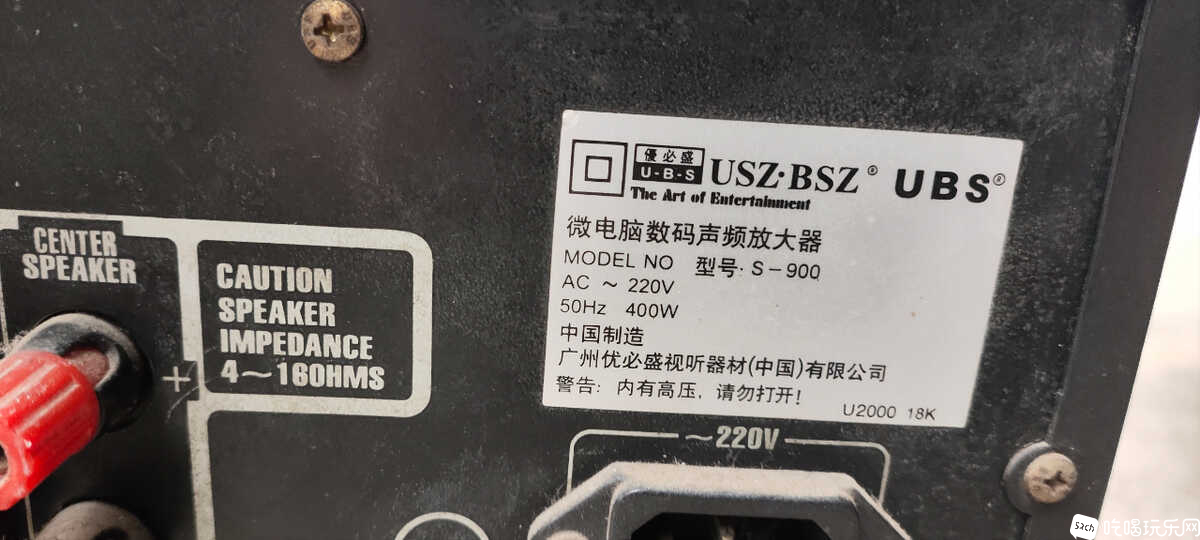 CENTER
SPEAKER
CAUTION
SPEAKER
IMPEDANCE
4～160HMS
+
優必盛
U-B-S
USZ·BSZ® UBS®
The Art of Entertainment
微电脑数码声频放大器
MODEL NO 型号· S-900
AC ~ 220V
50Hz 400W
中国制造
广州优必盛视听器材(中国)有限公司
警告: 内有高压, 请勿打开!
U2000 18K
~220V
52ch 吃喝玩乐网